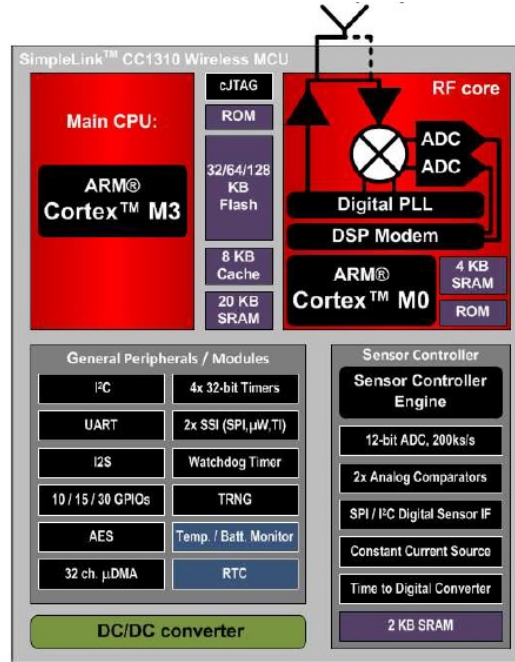 SimpleLink™ CC1310 Wireless MCU
Main CPU:
ARM®
Cortex™ M3
cJTAG
ROM
32/64/128
KB
Flash
8 KB
Cache
20 KB
SRAM
RF core
ADC
ADC
Digital PLL
DSP Modem
ARM®
Cortex™ M0
4 KB
SRAM
ROM
General Peripherals / Modules
I²C
4x 32-bit Timers
UART
2x SSI (SPI,µW,TI)
I2S
Watchdog Timer
10 / 15 / 30 GPIOs
TRNG
AES
Temp. / Batt. Monitor
32 ch. µDMA
RTC
Sensor Controller
Sensor Controller
Engine
12-bit ADC, 200ks/s
2x Analog Comparators
SPI / I²C Digital Sensor IF
Constant Current Source
Time to Digital Converter
2 KB SRAM
DC/DC converter